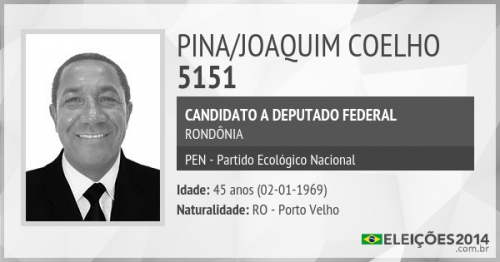 PINA/JOAQUIM COELHO
5151
CANDIDATO A DEPUTADO FEDERAL
RONDÔNIA
PEN - Partido Ecológico Nacional
Idade: 45 anos (02-01-1969)
Naturalidade: RO - Porto Velho
ELEIÇÕES2014
.com.br